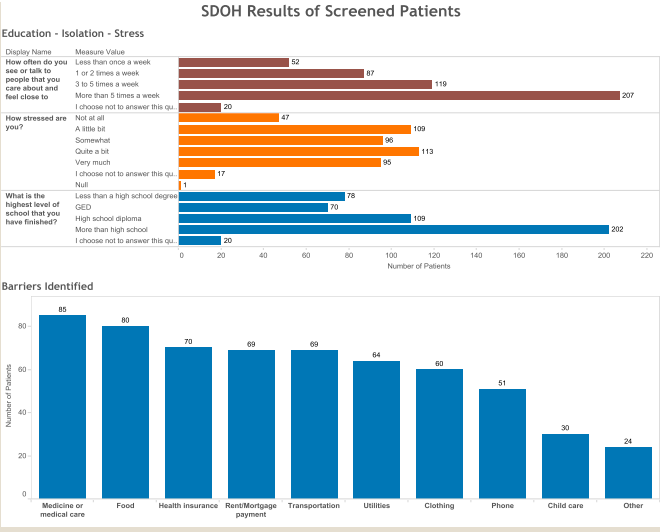 SDOH Results of Screened Patients
Education - Isolation - Stress
Display Name Measure Value
How often do you see or talk to people that you care about and feel close to
Less than once a week 52
1 or 2 times a week 87
3 to 5 times a week 119
More than 5 times a week 207
I choose not to answer this qu.. 20
How stressed are you?
Not at all 47
A little bit 109
Somewhat 96
Quite a bit 113
Very much 95
I choose not to answer this qu.. 17
Null 1
What is the highest level of school that you have finished?
Less than a high school degree 78
GED 70
High school diploma 109
More than high school 202
I choose not to answer this qu.. 20
0 20 40 60 80 100 120 140 160 180 200 220
Number of Patients
Barriers Identified
Number of Patients
80
60
40
20
0
85 80 70 69 69 64 60 51 30 24
Medicine or medical care
Food
Health insurance
Rent/Mortgage payment
Transportation
Utilities
Clothing
Phone
Child care
Other